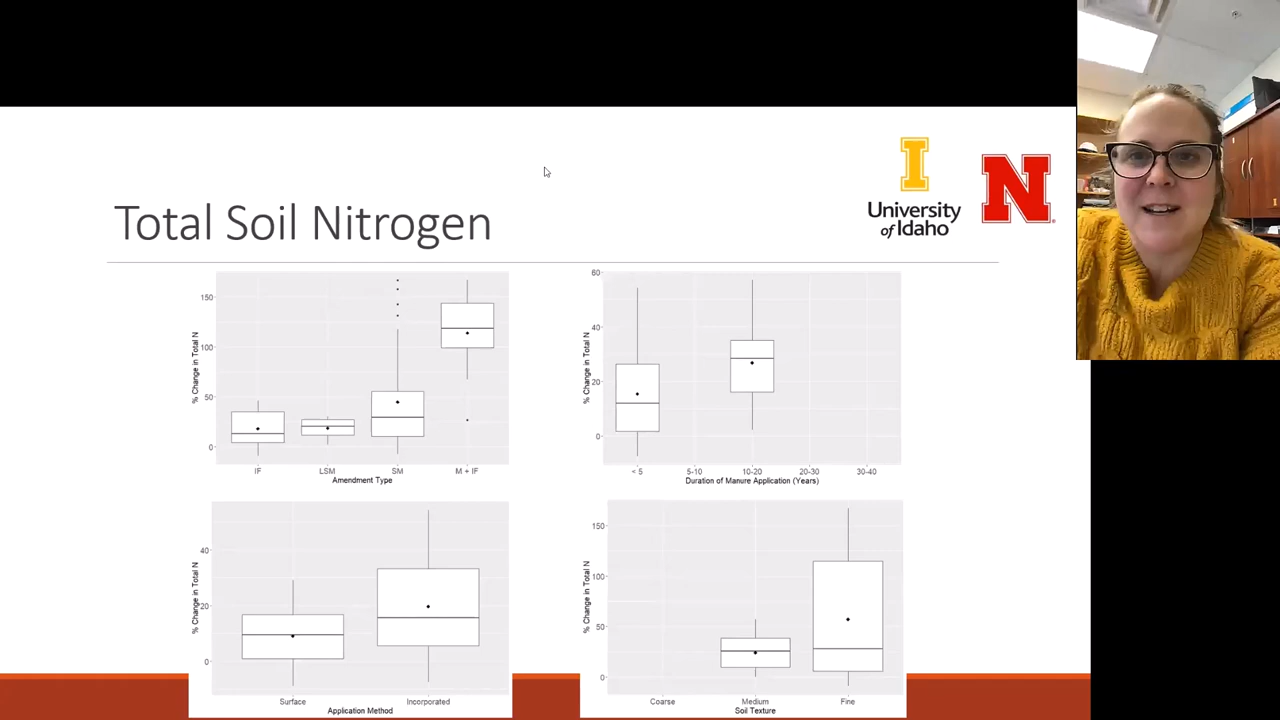 University
of Idaho
N
Total Soil Nitrogen
% Change in Total N
150
100
50
0
IF LSM SM M + IF
Amendment Type
% Change in Total N
60
40
20
0
< 5 5-10 10-20 20-30 30-40
Duration of Manure Application (Years)
% Change in Total N
40
20
0
Surface Incorporated
Application Method
% Change in Total N
150
100
50
0
Coarse Medium Fine
Soil Texture